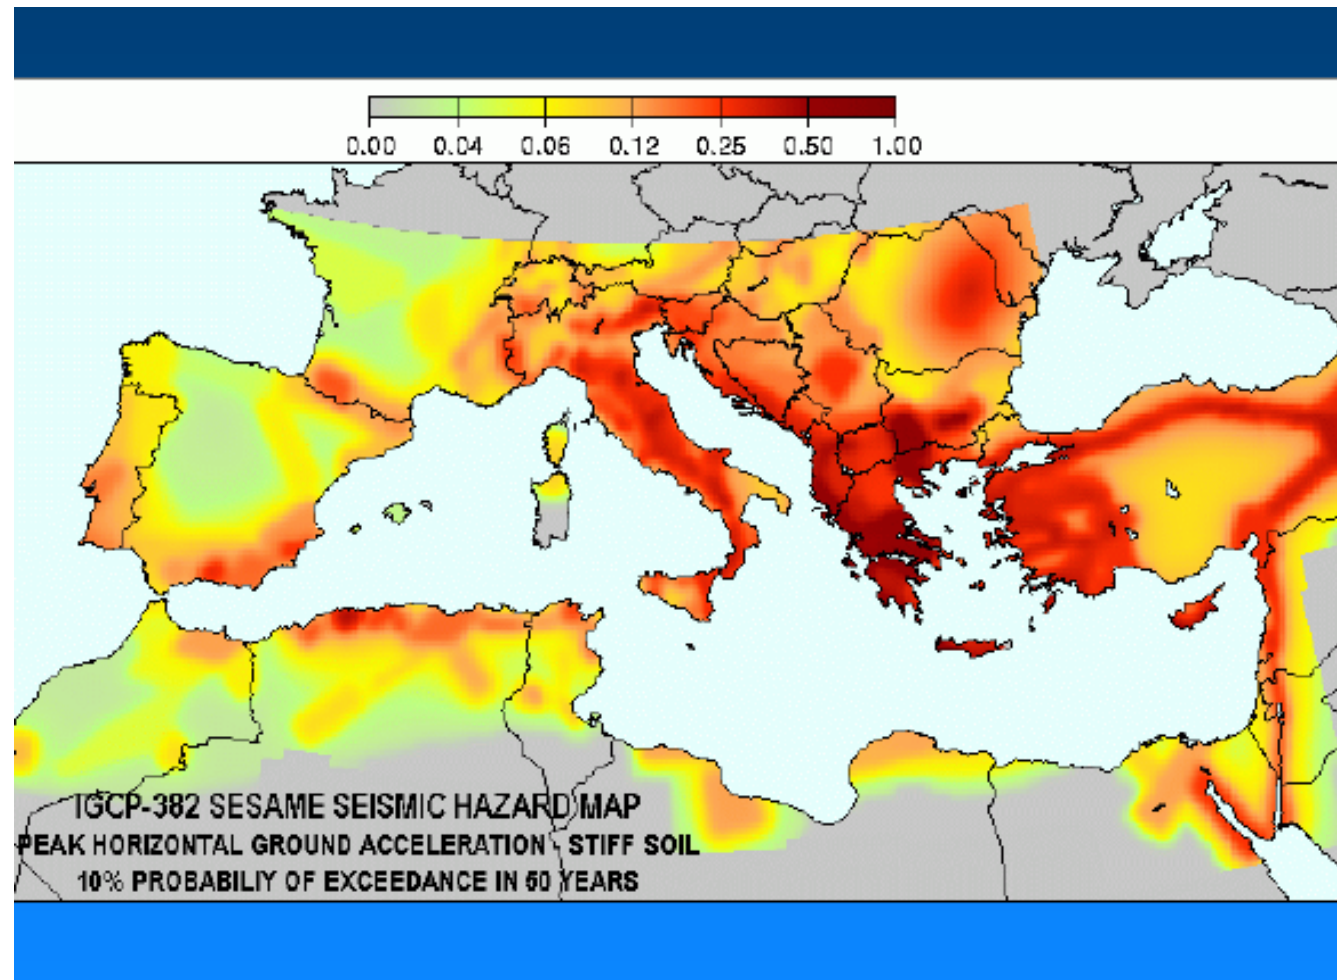 0.00 0.04 0.06 0.12 0.25 0.50 1.00
IGCP-382 SESAME SEISMIC HAZARD MAP
PEAK HORIZONTAL GROUND ACCELERATION - STIFF SOIL
10% PROBABILIY OF EXCEEDANCE IN 50 YEARS